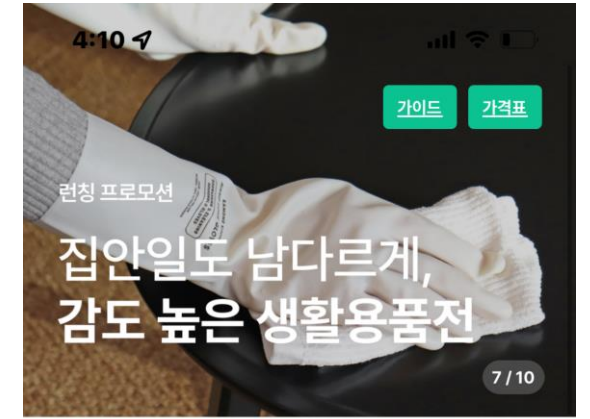 4:10
가이드 가격표
런칭 프로모션
집안일도 남다르게,
감도 높은 생활용품전
7 / 10